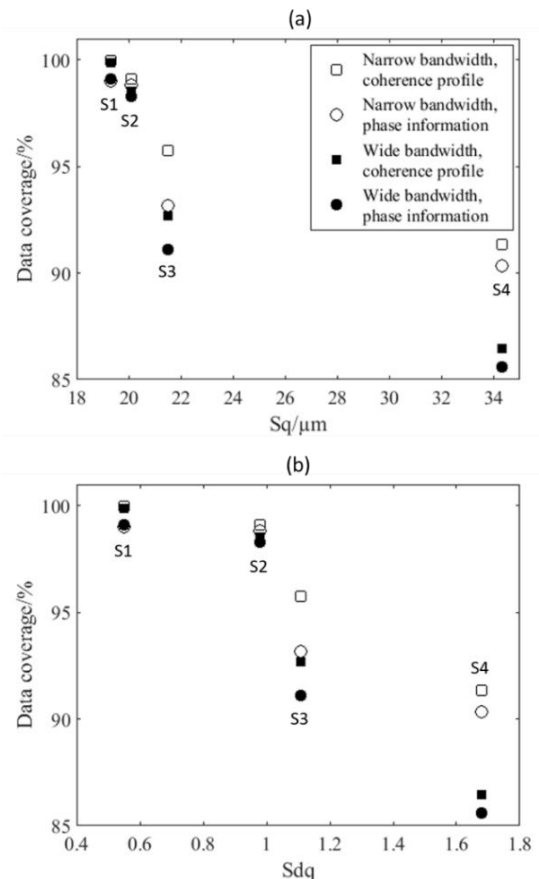 (a)
100
95
90
85
Data coverage/%
18
20
22
24
26
28
30
32
34
Sq/µm
S1
S2
S3
S4
Narrow bandwidth,
coherence profile
Narrow bandwidth,
phase information
Wide bandwidth,
coherence profile
Wide bandwidth,
phase information
(b)
100
95
90
85
Data coverage/%
0.4
0.6
0.8
1
1.2
1.4
1.6
1.8
Sdq
S1
S2
S3
S4